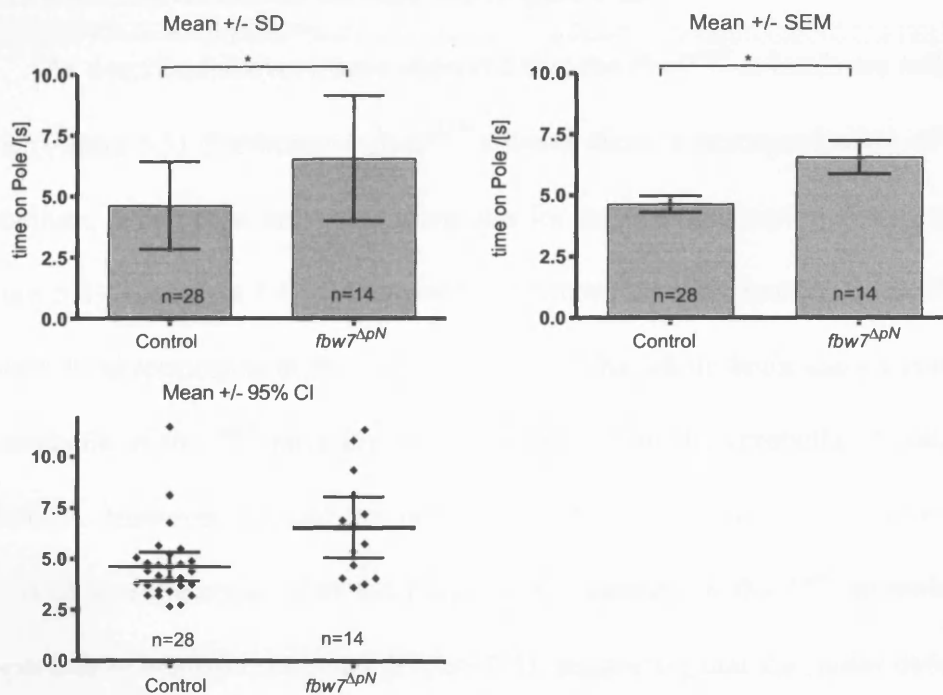 Mean +/- SD
*
time on Pole /[s]
10.0
7.5
5.0
2.5
0.0
n=28
n=14
Control
fbw7ΔpN
Mean +/- SEM
*
time on Pole /[s]
10.0
7.5
5.0
2.5
0.0
n=28
n=14
Control
fbw7ΔpN
Mean +/- 95% CI
10.0
7.5
5.0
2.5
0.0
n=28
n=14
Control
fbw7ΔpN